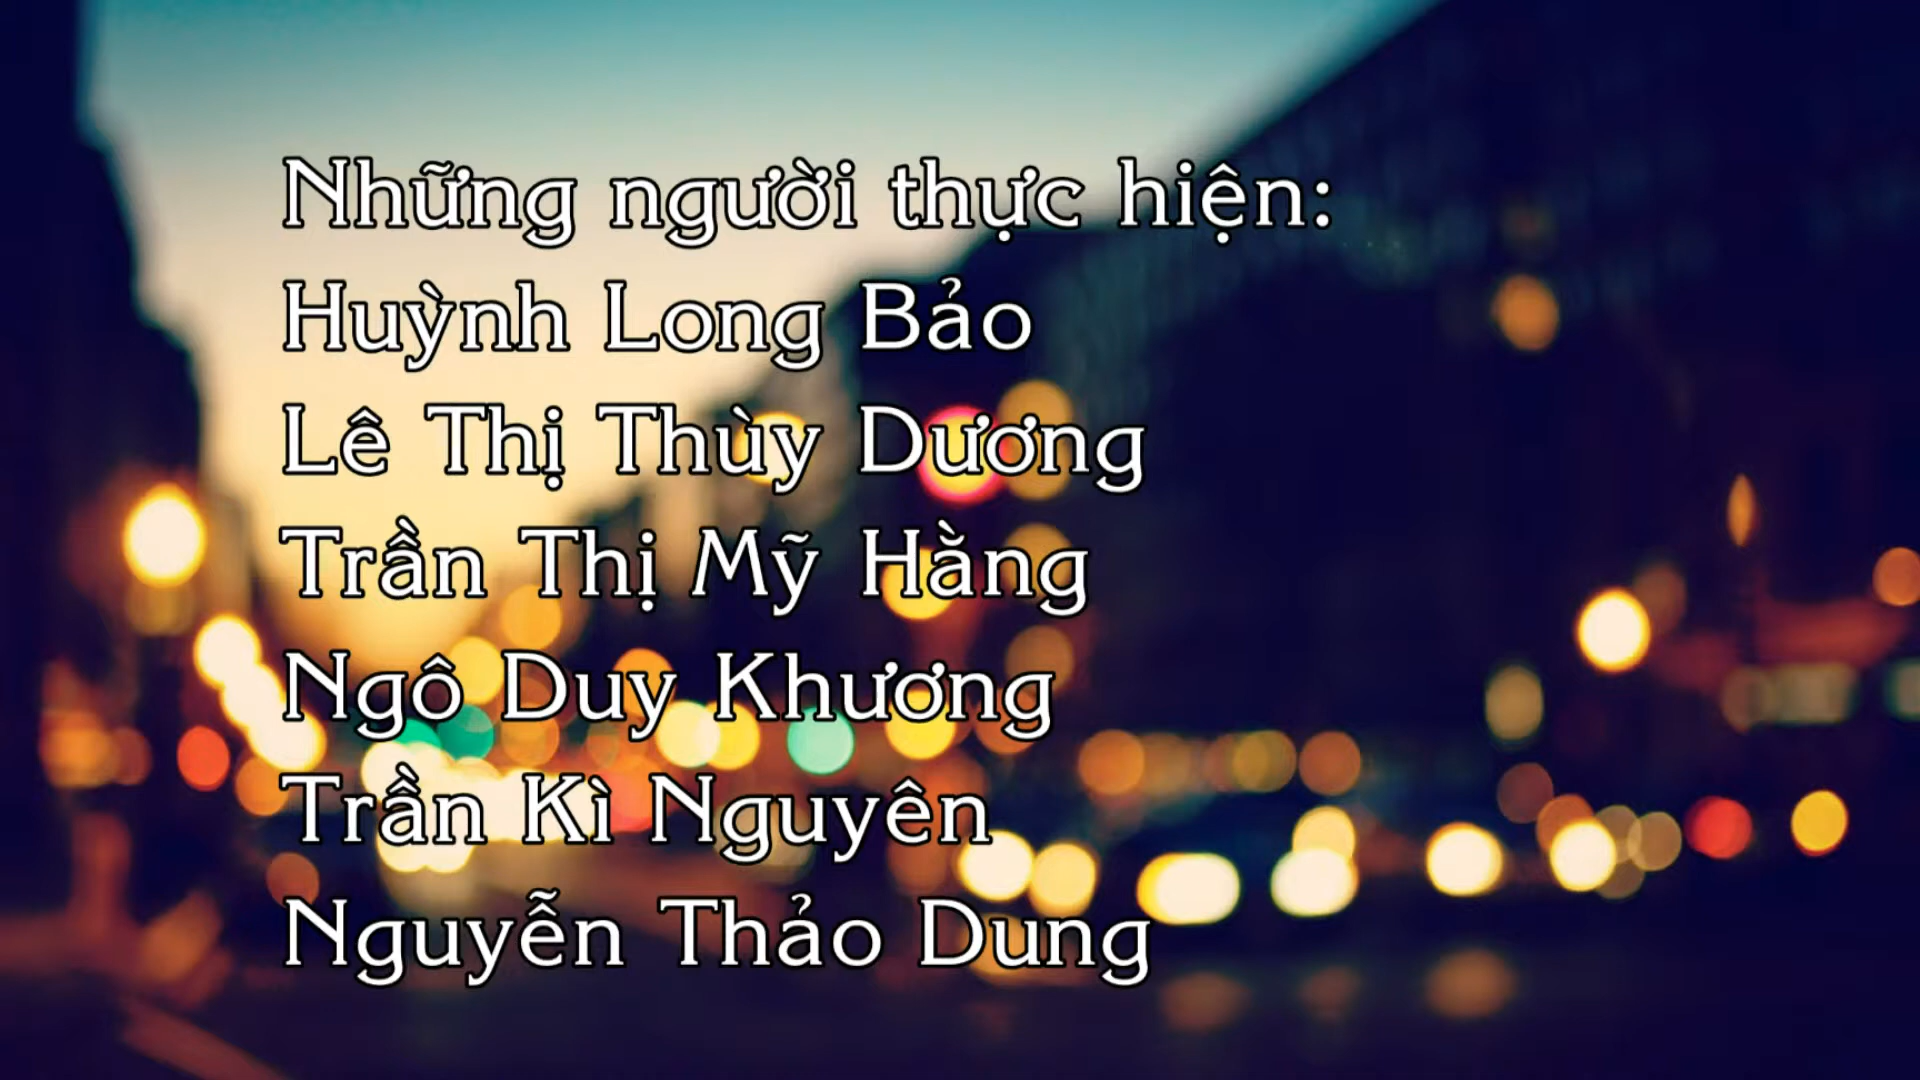 Những người thực hiện:
Huỳnh Long Bảo
Lê Thị Thùy Dương
Trần Thị Mỹ Hằng
Ngô Duy Khương
Trần Kì Nguyên
Nguyễn Thảo Dung